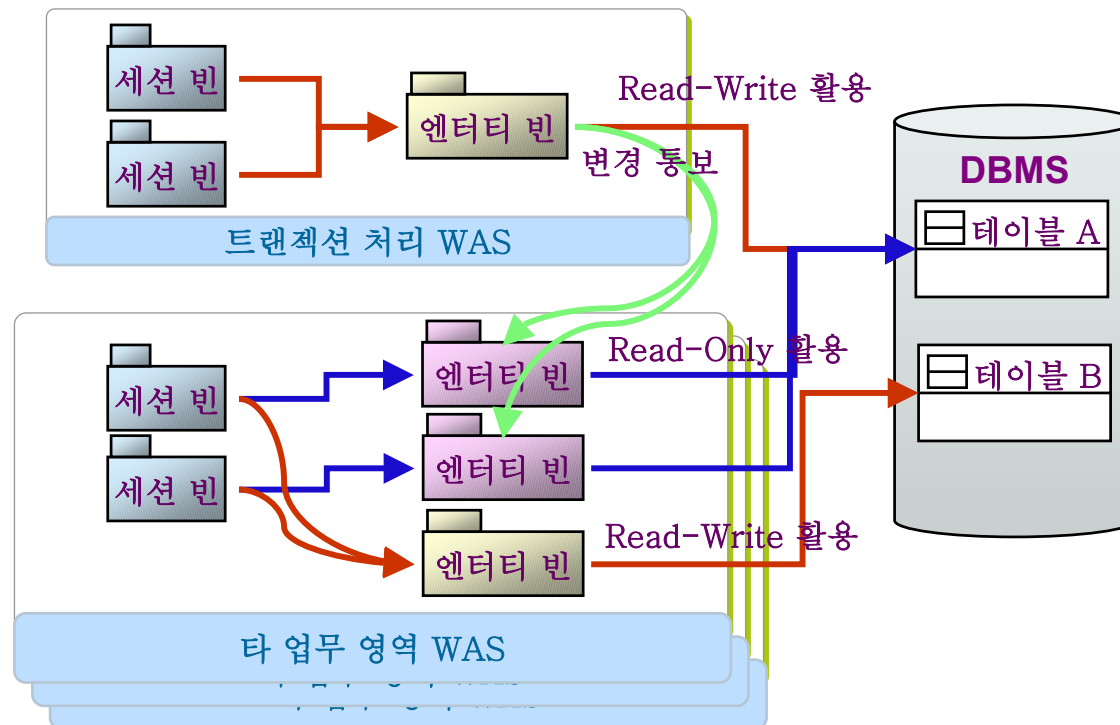 세션 빈
세션 빈
엔터티 빈
Read-Write 활용
변경 통보
트랜젝션 처리 WAS
DBMS
테이블 A
테이블 B
세션 빈
세션 빈
엔터티 빈
엔터티 빈
엔터티 빈
Read-Only 활용
Read-Write 활용
타 업무 영역 WAS